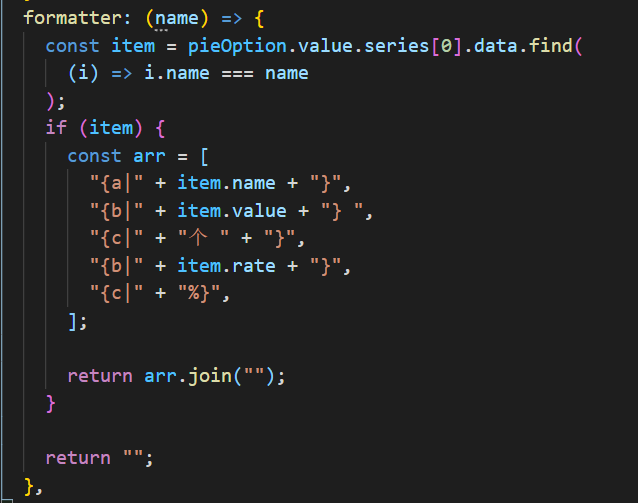 formatter: (name) => {
const item = pieOption.value.series[0].data.find(
(i) => i.name === name
);
if (item) {
const arr = [
"{a|" + item.name + "}",
"{b|" + item.value + "} ",
"{c|" + "个 " + "}",
"{b|" + item.rate + "}",
"{c|" + "%}",
];
return arr.join("");
}
return "";
},